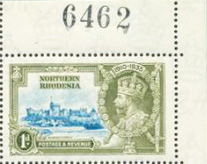 6462
NORTHERN
RHODESIA
1910-1935
1D
POSTAGE & REVENUE